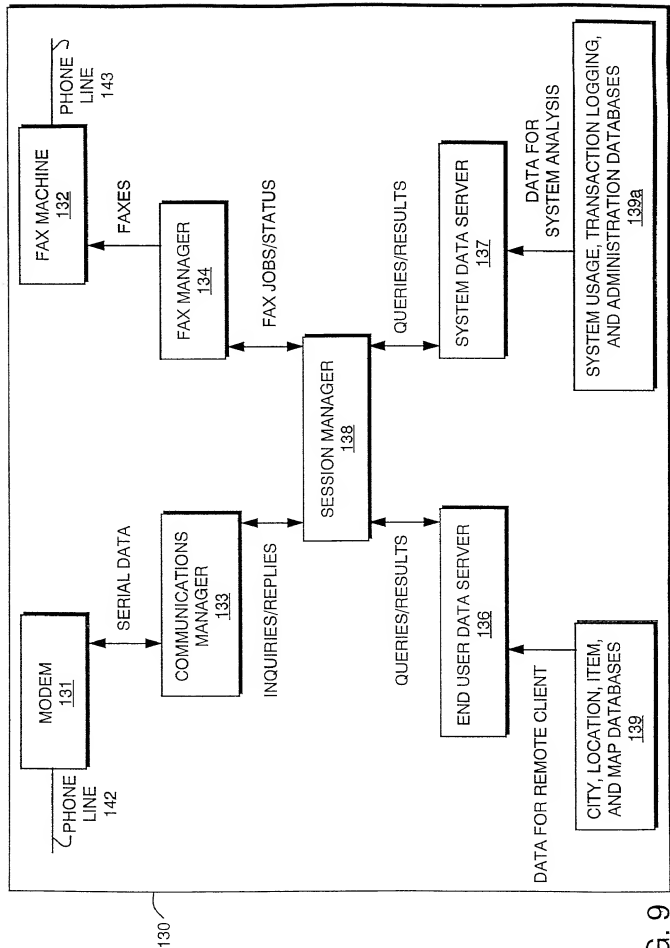 130
PHONE
LINE
142
MODEM
131
SERIAL DATA
COMMUNICATIONS
MANAGER
133
INQUIRIES/REPLIES
PHONE
LINE
143
FAX MACHINE
132
FAXES
FAX MANAGER
134
FAX JOBS/STATUS
SESSION MANAGER
138
QUERIES/RESULTS
END USER DATA SERVER
136
DATA FOR REMOTE CLIENT
CITY, LOCATION, ITEM,
AND MAP DATABASES
139
QUERIES/RESULTS
SYSTEM DATA SERVER
137
DATA FOR
SYSTEM ANALYSIS
SYSTEM USAGE, TRANSACTION LOGGING,
AND ADMINISTRATION DATABASES
139a
9